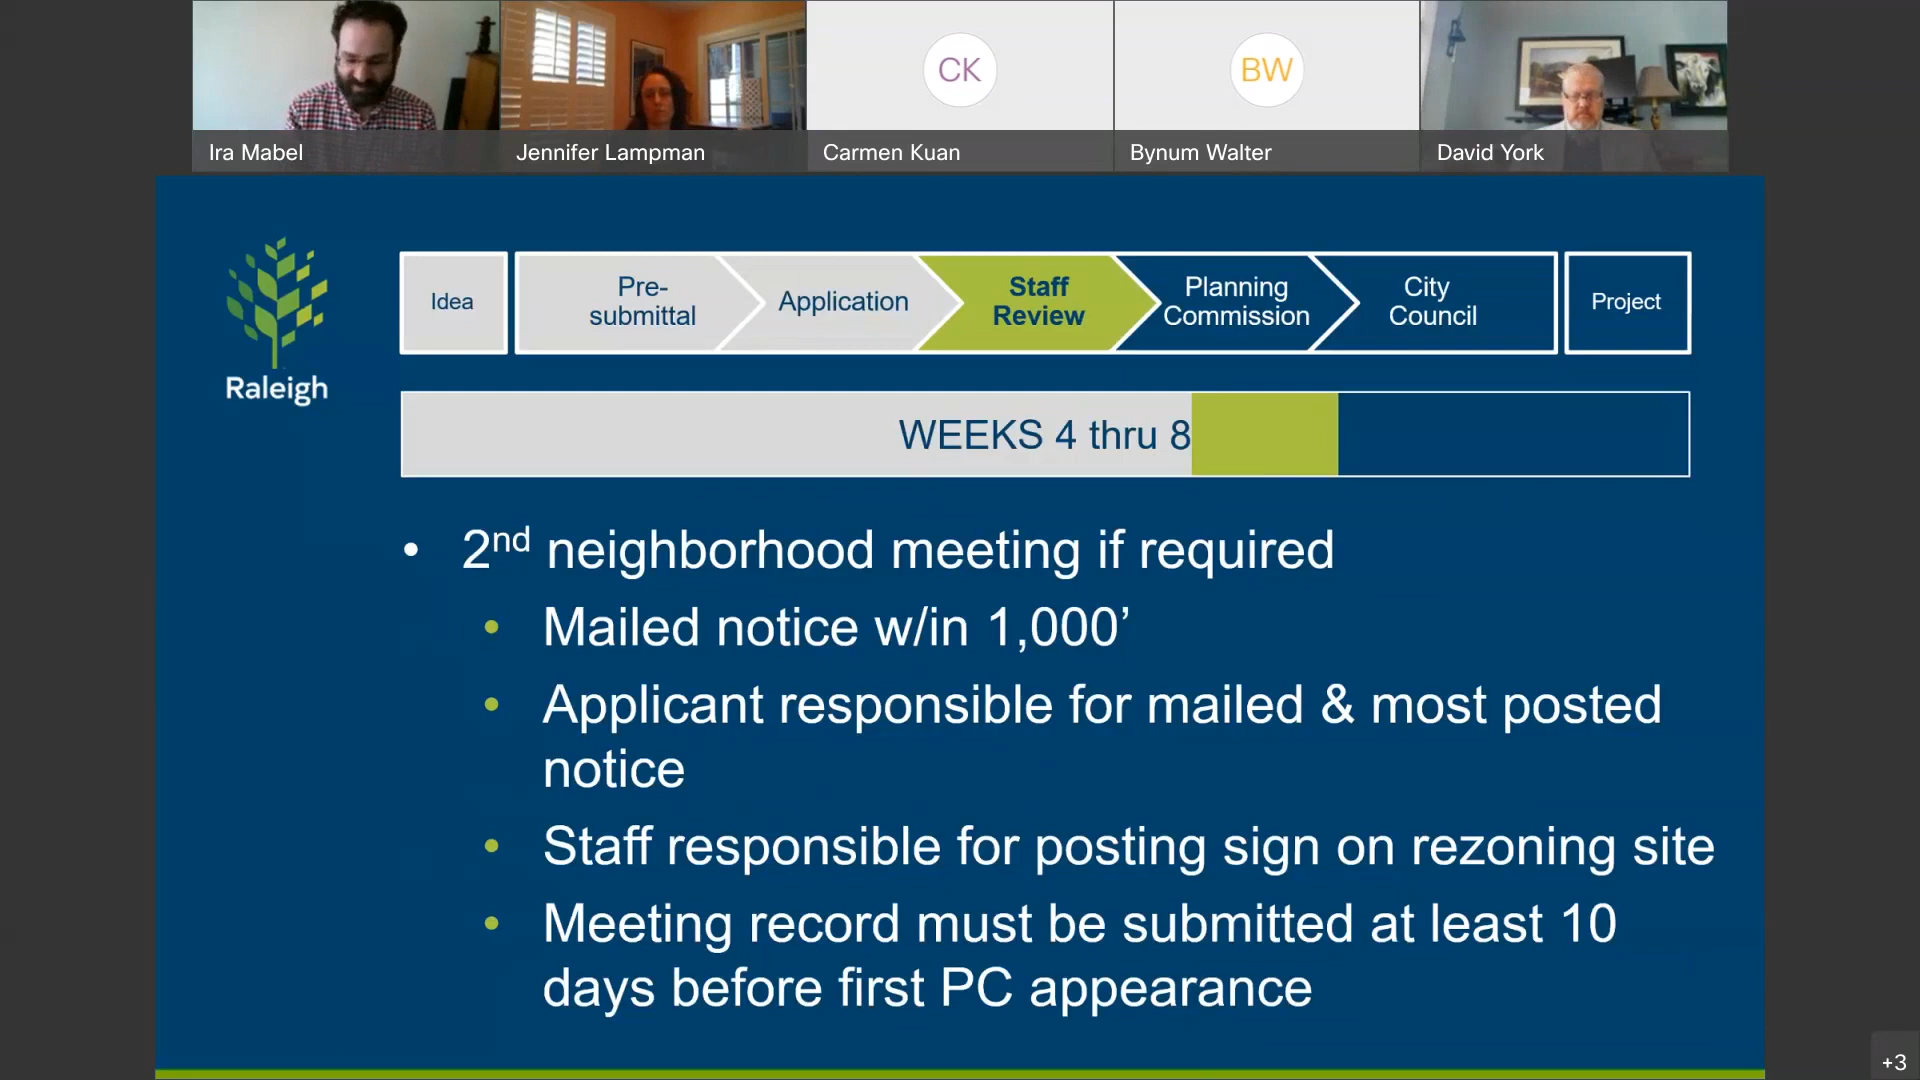 CK
BW
Ira Mabel
Jennifer Lampman
Carmen Kuan
Bynum Walter
David York
Raleigh
Idea
Pre-
submittal
Application
Staff
Review
Planning
Commission
City
Council
Project
WEEKS 4 thru 8
• 2nd neighborhood meeting if required
• Mailed notice w/in 1,000’
• Applicant responsible for mailed & most posted
notice
• Staff responsible for posting sign on rezoning site
• Meeting record must be submitted at least 10
days before first PC appearance
+3